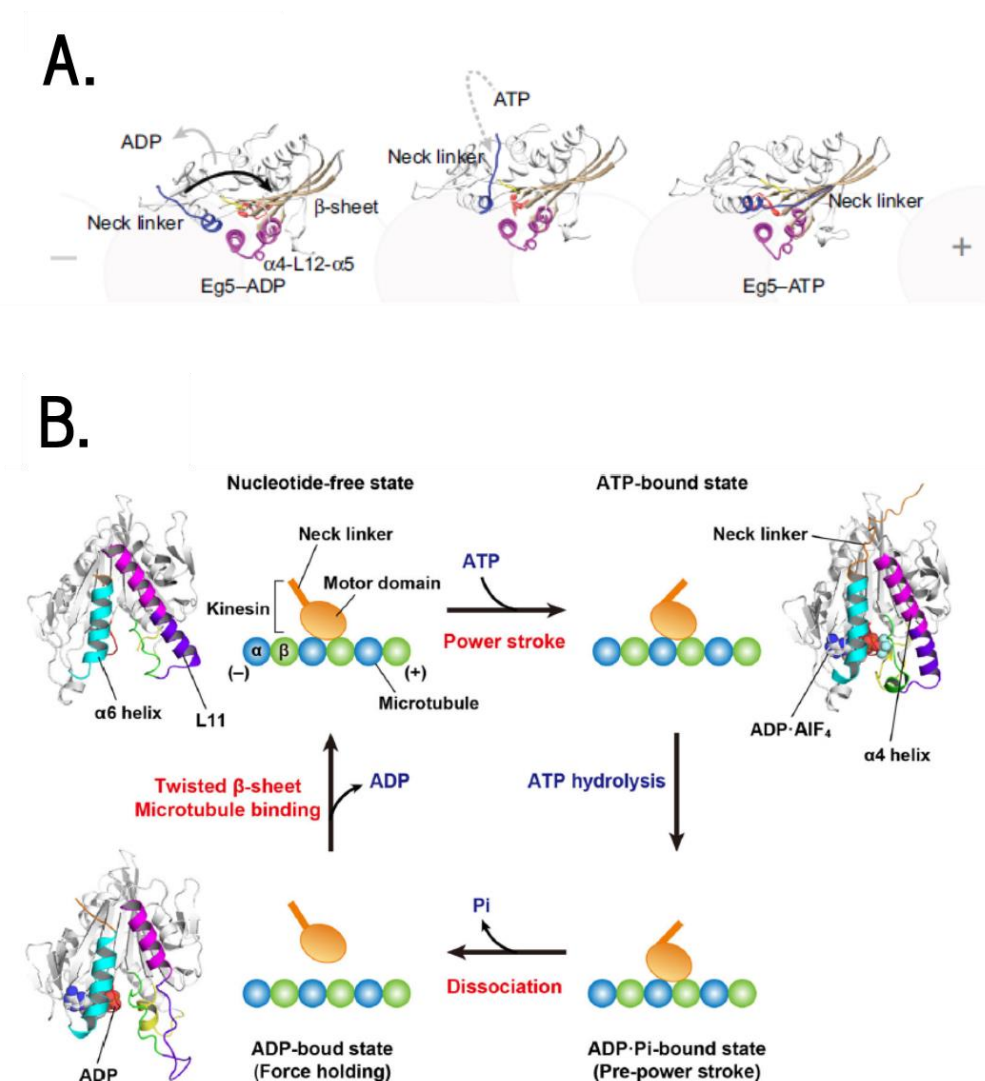 A.
ATP
ADP
Neck linker
Neck linker
β-sheet
Neck linker
α4-L12-α5
−
+
Eg5–ADP
Eg5–ATP
B.
Nucleotide-free state
ATP-bound state
Neck linker
Neck linker
Motor domain
ATP
Kinesin
Power stroke
α
β
(–)
(+)
Microtubule
α6 helix
L11
ADP·AlF₄
α4 helix
Twisted β-sheet
Microtubule binding
ADP
ATP hydrolysis
Pi
Dissociation
ADP
ADP-boud state
(Force holding)
ADP·Pi-bound state
(Pre-power stroke)